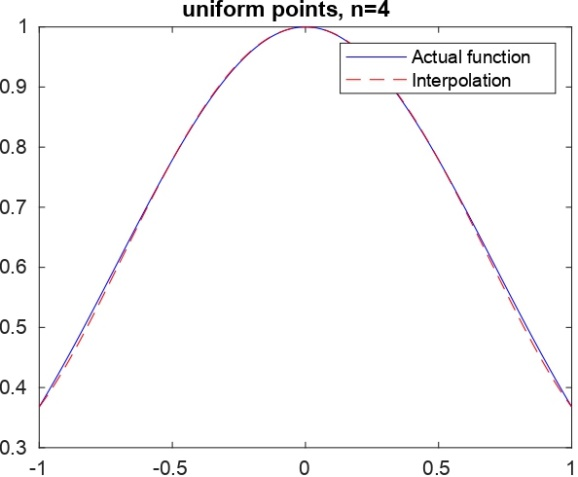 uniform points, n=4
1
Actual function
Interpolation
0.9
0.8
0.7
0.6
0.5
0.4
0.3
-1 -0.5 0 0.5 1